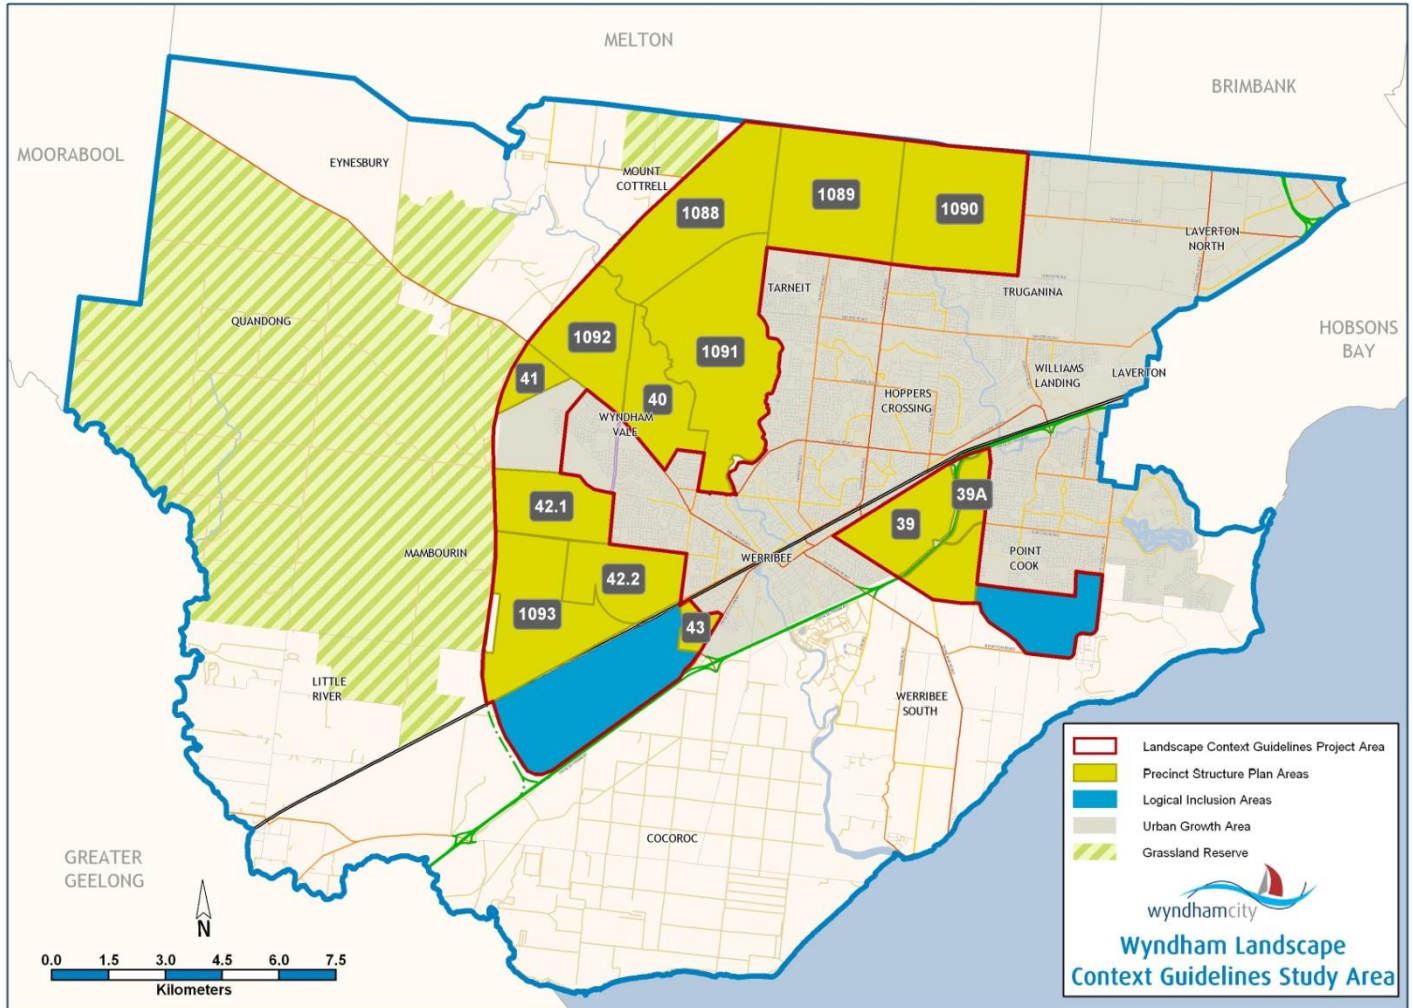 MELTON
BRIMBANK
MOORABOOL
EYNESBURY
MOUNT
COTTRELL
1088
1089
1090
LAVERTON
NORTH
TARNEIT
TRUGANINA
QUANDONG
HOBSONS
BAY
1092
1091
41
40
WILLIAMS
LANDING
LAVERTON
HOPPERS
CROSSING
WYNDHAM
VALE
42.1
39A
39
MAMBOURIN
WERRIBEE
POINT
COOK
42.2
1093
43
LITTLE
RIVER
WERRIBEE
SOUTH
COCOROC
GREATER
GEELONG
N
0.0 1.5 3.0 4.5 6.0 7.5
Kilometers
Landscape Context Guidelines Project Area
Precinct Structure Plan Areas
Logical Inclusion Areas
Urban Growth Area
Grassland Reserve
wyndhamcity
Wyndham Landscape
Context Guidelines Study Area